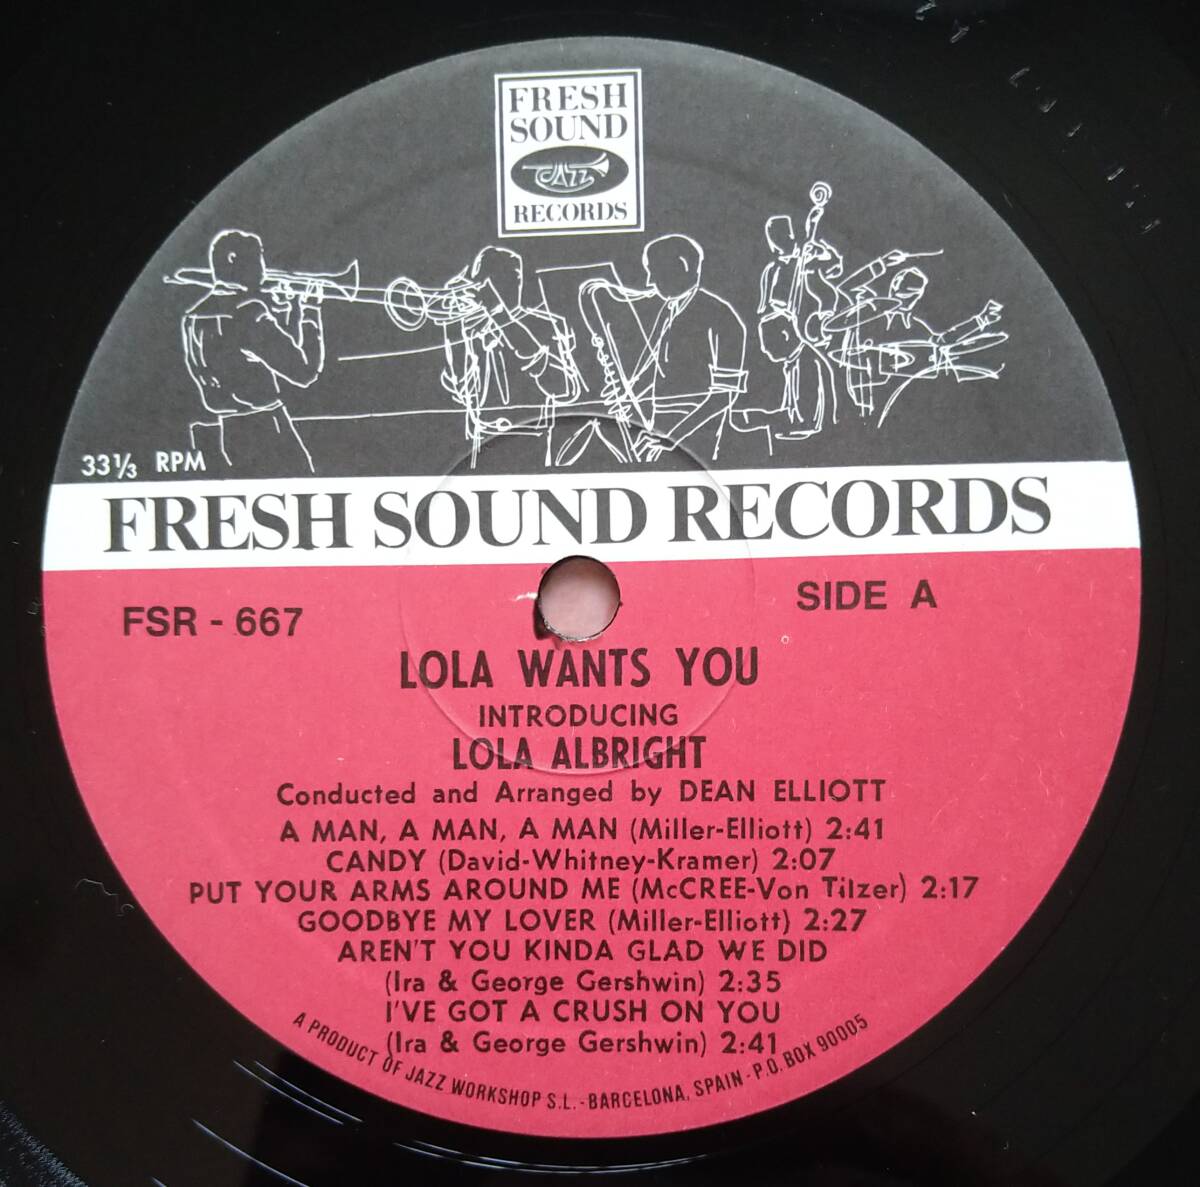 FRESH
SOUND
JAZZ
RECORDS
33⅓ RPM
FRESH SOUND RECORDS
FSR - 667
SIDE A
LOLA WANTS YOU
INTRODUCING
LOLA ALBRIGHT
Conducted and Arranged by DEAN ELLIOTT
A MAN, A MAN, A MAN (Miller-Elliott) 2:41
CANDY (David-Whitney-Kramer) 2:07
PUT YOUR ARMS AROUND ME (McCREE-Von Tilzer) 2:17
GOODBYE MY LOVER (Miller-Elliott) 2:27
AREN'T YOU KINDA GLAD WE DID
(Ira & George Gershwin) 2:35
I'VE GOT A CRUSH ON YOU
(Ira & George Gershwin) 2:41
A PRODUCT OF JAZZ WORKSHOP S.L. - BARCELONA, SPAIN - P.O. BOX 90005